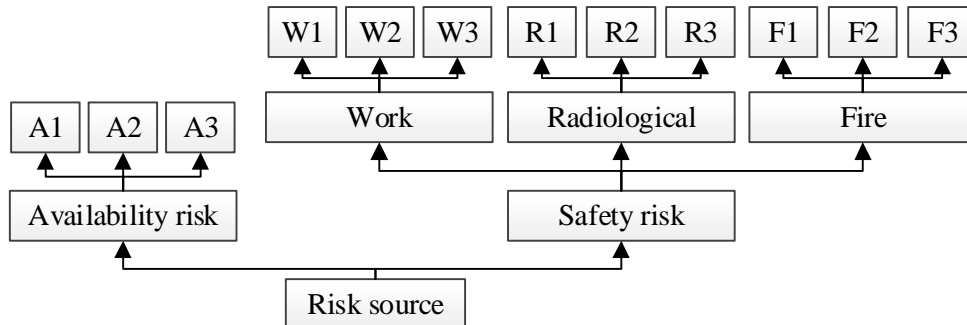 W1 W2 W3 R1 R2 R3 F1 F2 F3
Work Radiological Fire
A1 A2 A3
Availability risk Safety risk
Risk source